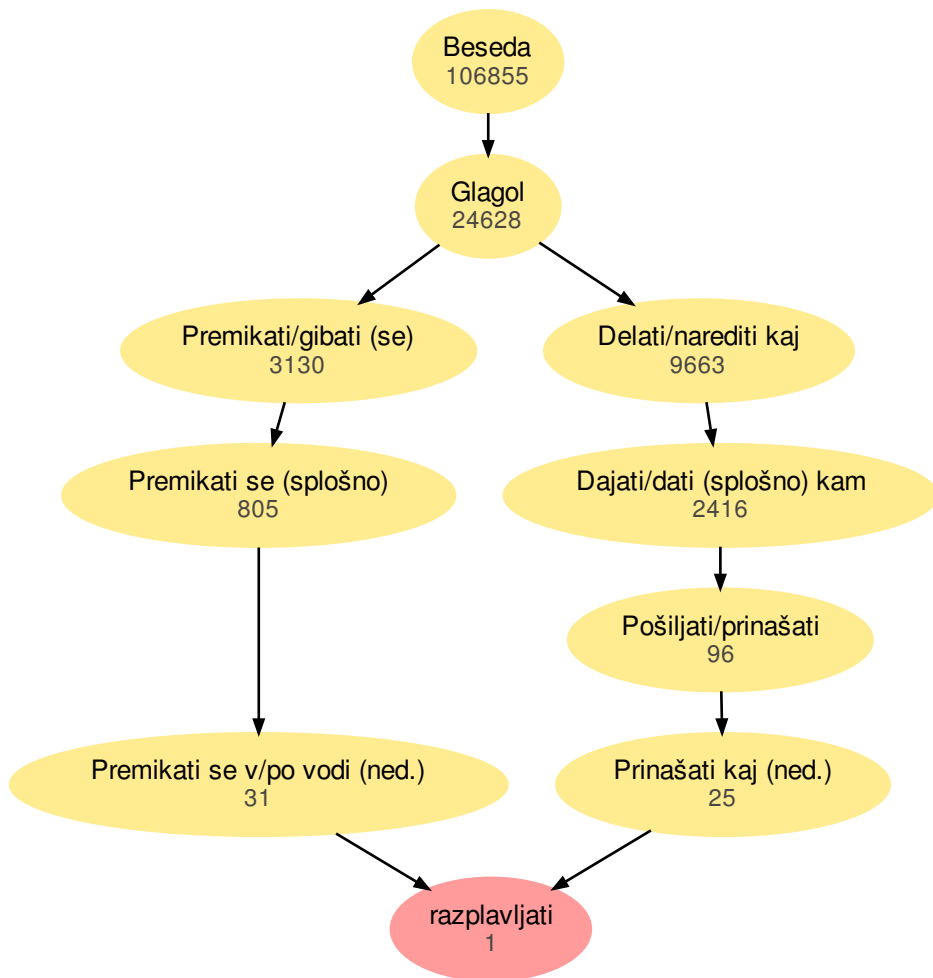 Beseda
106855
Glagol
24628
Premikati/gibati (se)
3130
Delati/narediti kaj
9663
Premikati se (splošno)
805
Dajati/dati (splošno) kam
2416
Pošiljati/prinašati
96
Premikati se v/po vodi (ned.)
31
Prinašati kaj (ned.)
25
razplavljati
1